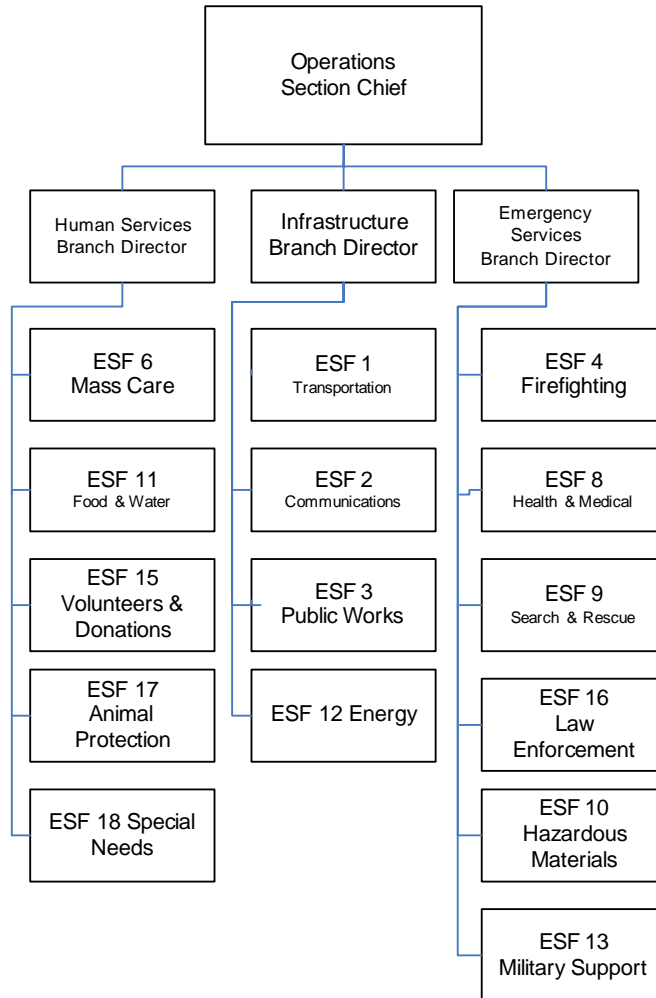 Operations
Section Chief
Human Services
Branch Director
Infrastructure
Branch Director
Emergency
Services
Branch Director
ESF 6
Mass Care
ESF 11
Food & Water
ESF 15
Volunteers &
Donations
ESF 17
Animal
Protection
ESF 18 Special
Needs
ESF 1
Transportation
ESF 2
Communications
ESF 3
Public Works
ESF 12 Energy
ESF 4
Firefighting
ESF 8
Health & Medical
ESF 9
Search & Rescue
ESF 16
Law
Enforcement
ESF 10
Hazardous
Materials
ESF 13
Military Support